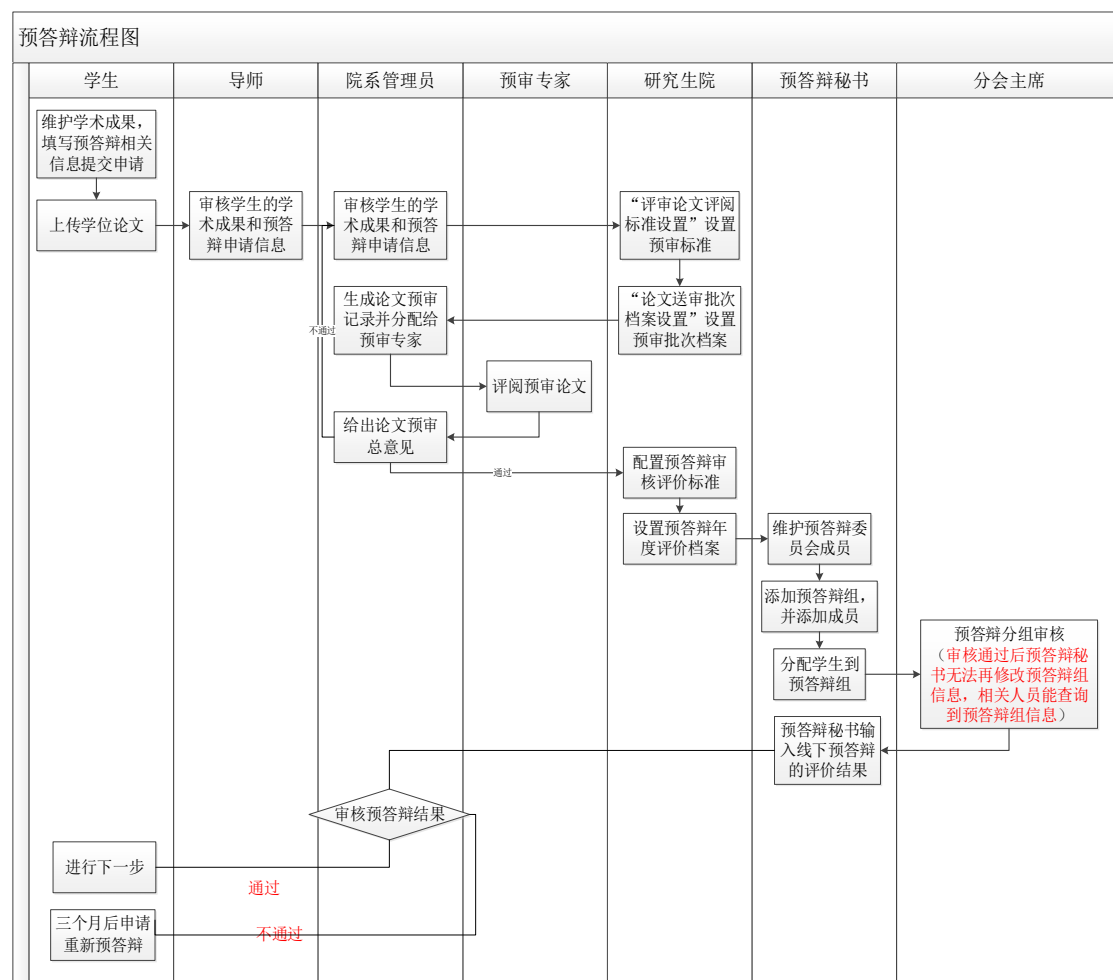 预答辩流程图
学生
导师
院系管理员
预审专家
研究生院
预答辩秘书
分会主席
维护学术成果，
填写预答辩相关
信息提交申请
上传学位论文
审核学生的学
术成果和预答
辩申请信息
审核学生的学
术成果和预答
辩申请信息
“评审论文评阅
标准设置”设置
预审标准
生成论文预审
记录并分配给
预审专家
“论文送审批次
档案设置”设置
预审批次档案
不通过
评阅预审论文
给出论文预审
总意见
通过
配置预答辩审
核评价标准
设置预答辩年
度评价档案
维护预答辩委
员会成员
添加预答辩组，
并添加成员
分配学生到
预答辩组
预答辩分组审核
（审核通过后预答辩秘
书无法再修改预答辩组
信息，相关人员能查询
到预答辩组信息）
预答辩秘书输
入线下预答辩
的评价结果
审核预答辩结果
进行下一步
通过
三个月后申请
重新预答辩
不通过